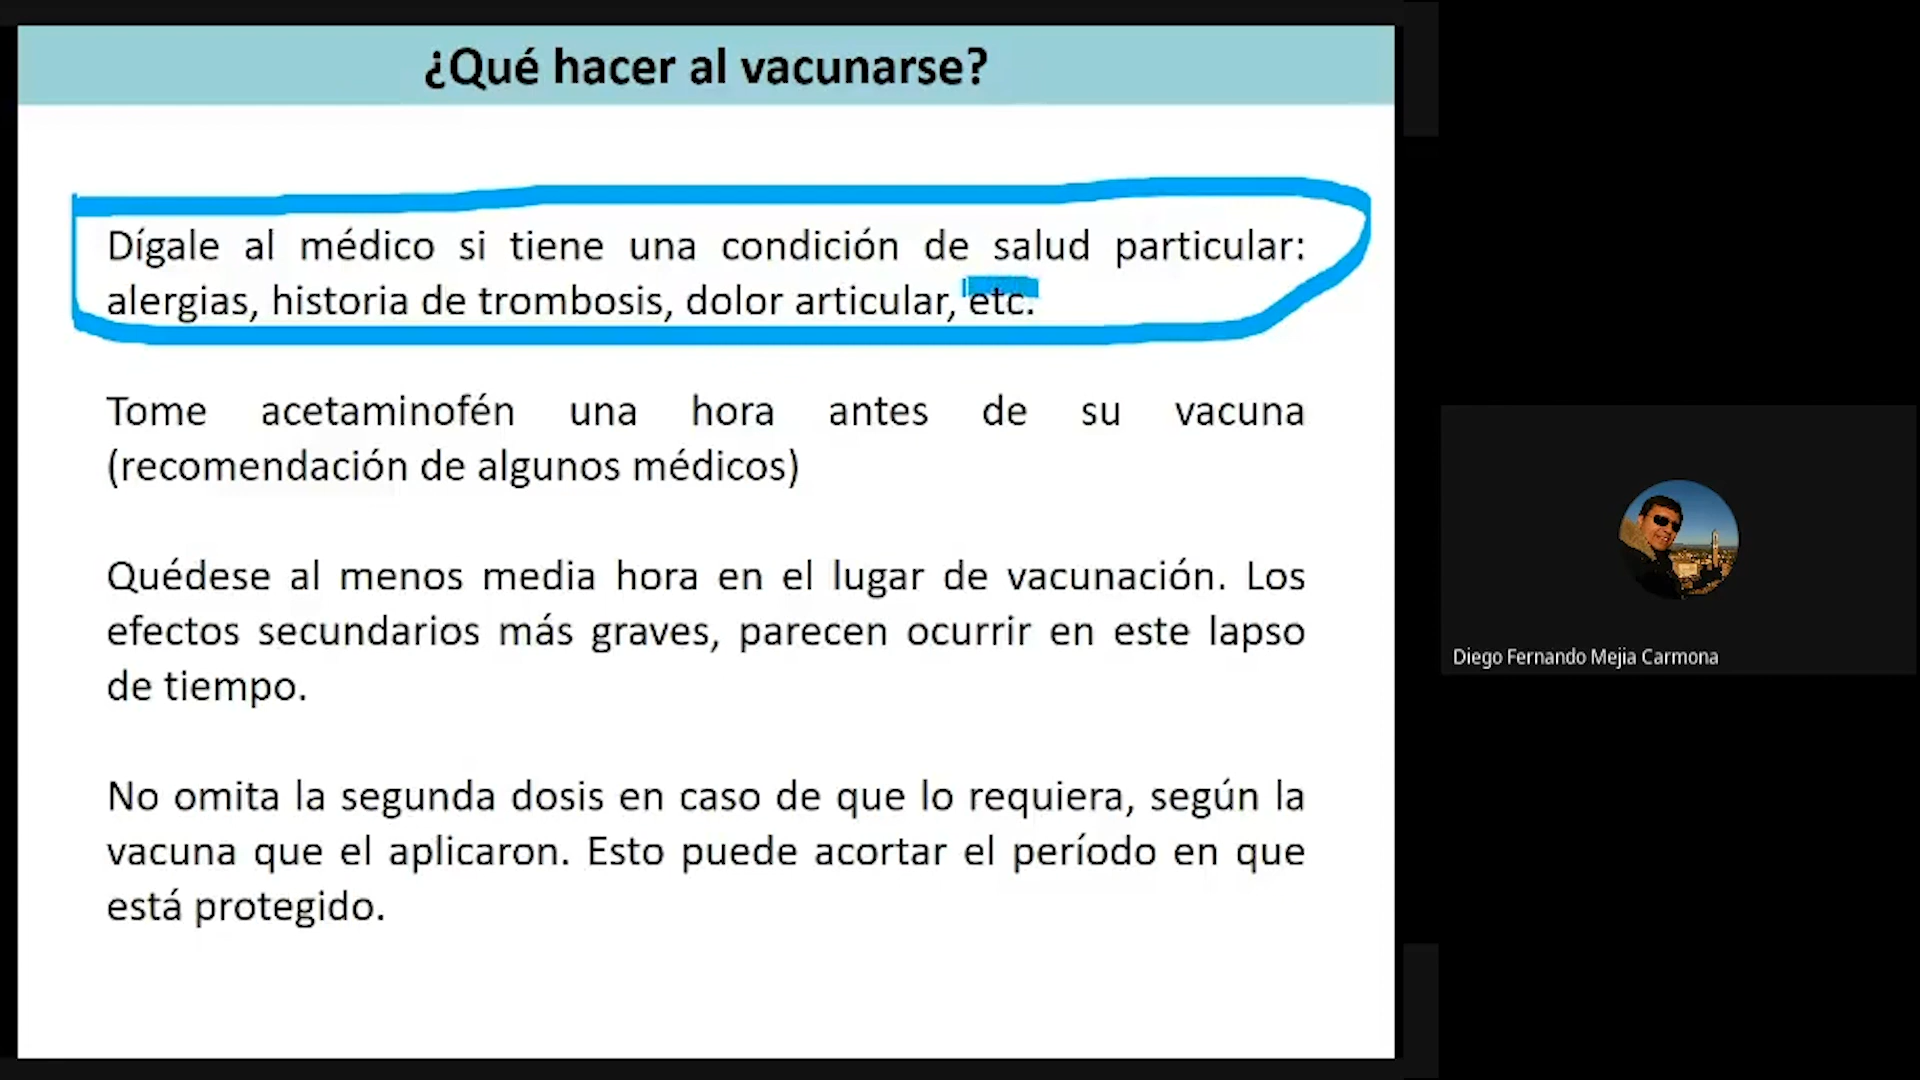 ¿Qué hacer al vacunarse?
Dígale al médico si tiene una condición de salud particular:
alergias, historia de trombosis, dolor articular, etc.
Tome acetaminofén una hora antes de su vacuna
(recomendación de algunos médicos)
Quédese al menos media hora en el lugar de vacunación. Los
efectos secundarios más graves, parecen ocurrir en este lapso
de tiempo.
No omita la segunda dosis en caso de que lo requiera, según la
vacuna que el aplicaron. Esto puede acortar el período en que
está protegido.
Diego Fernando Mejia Carmona